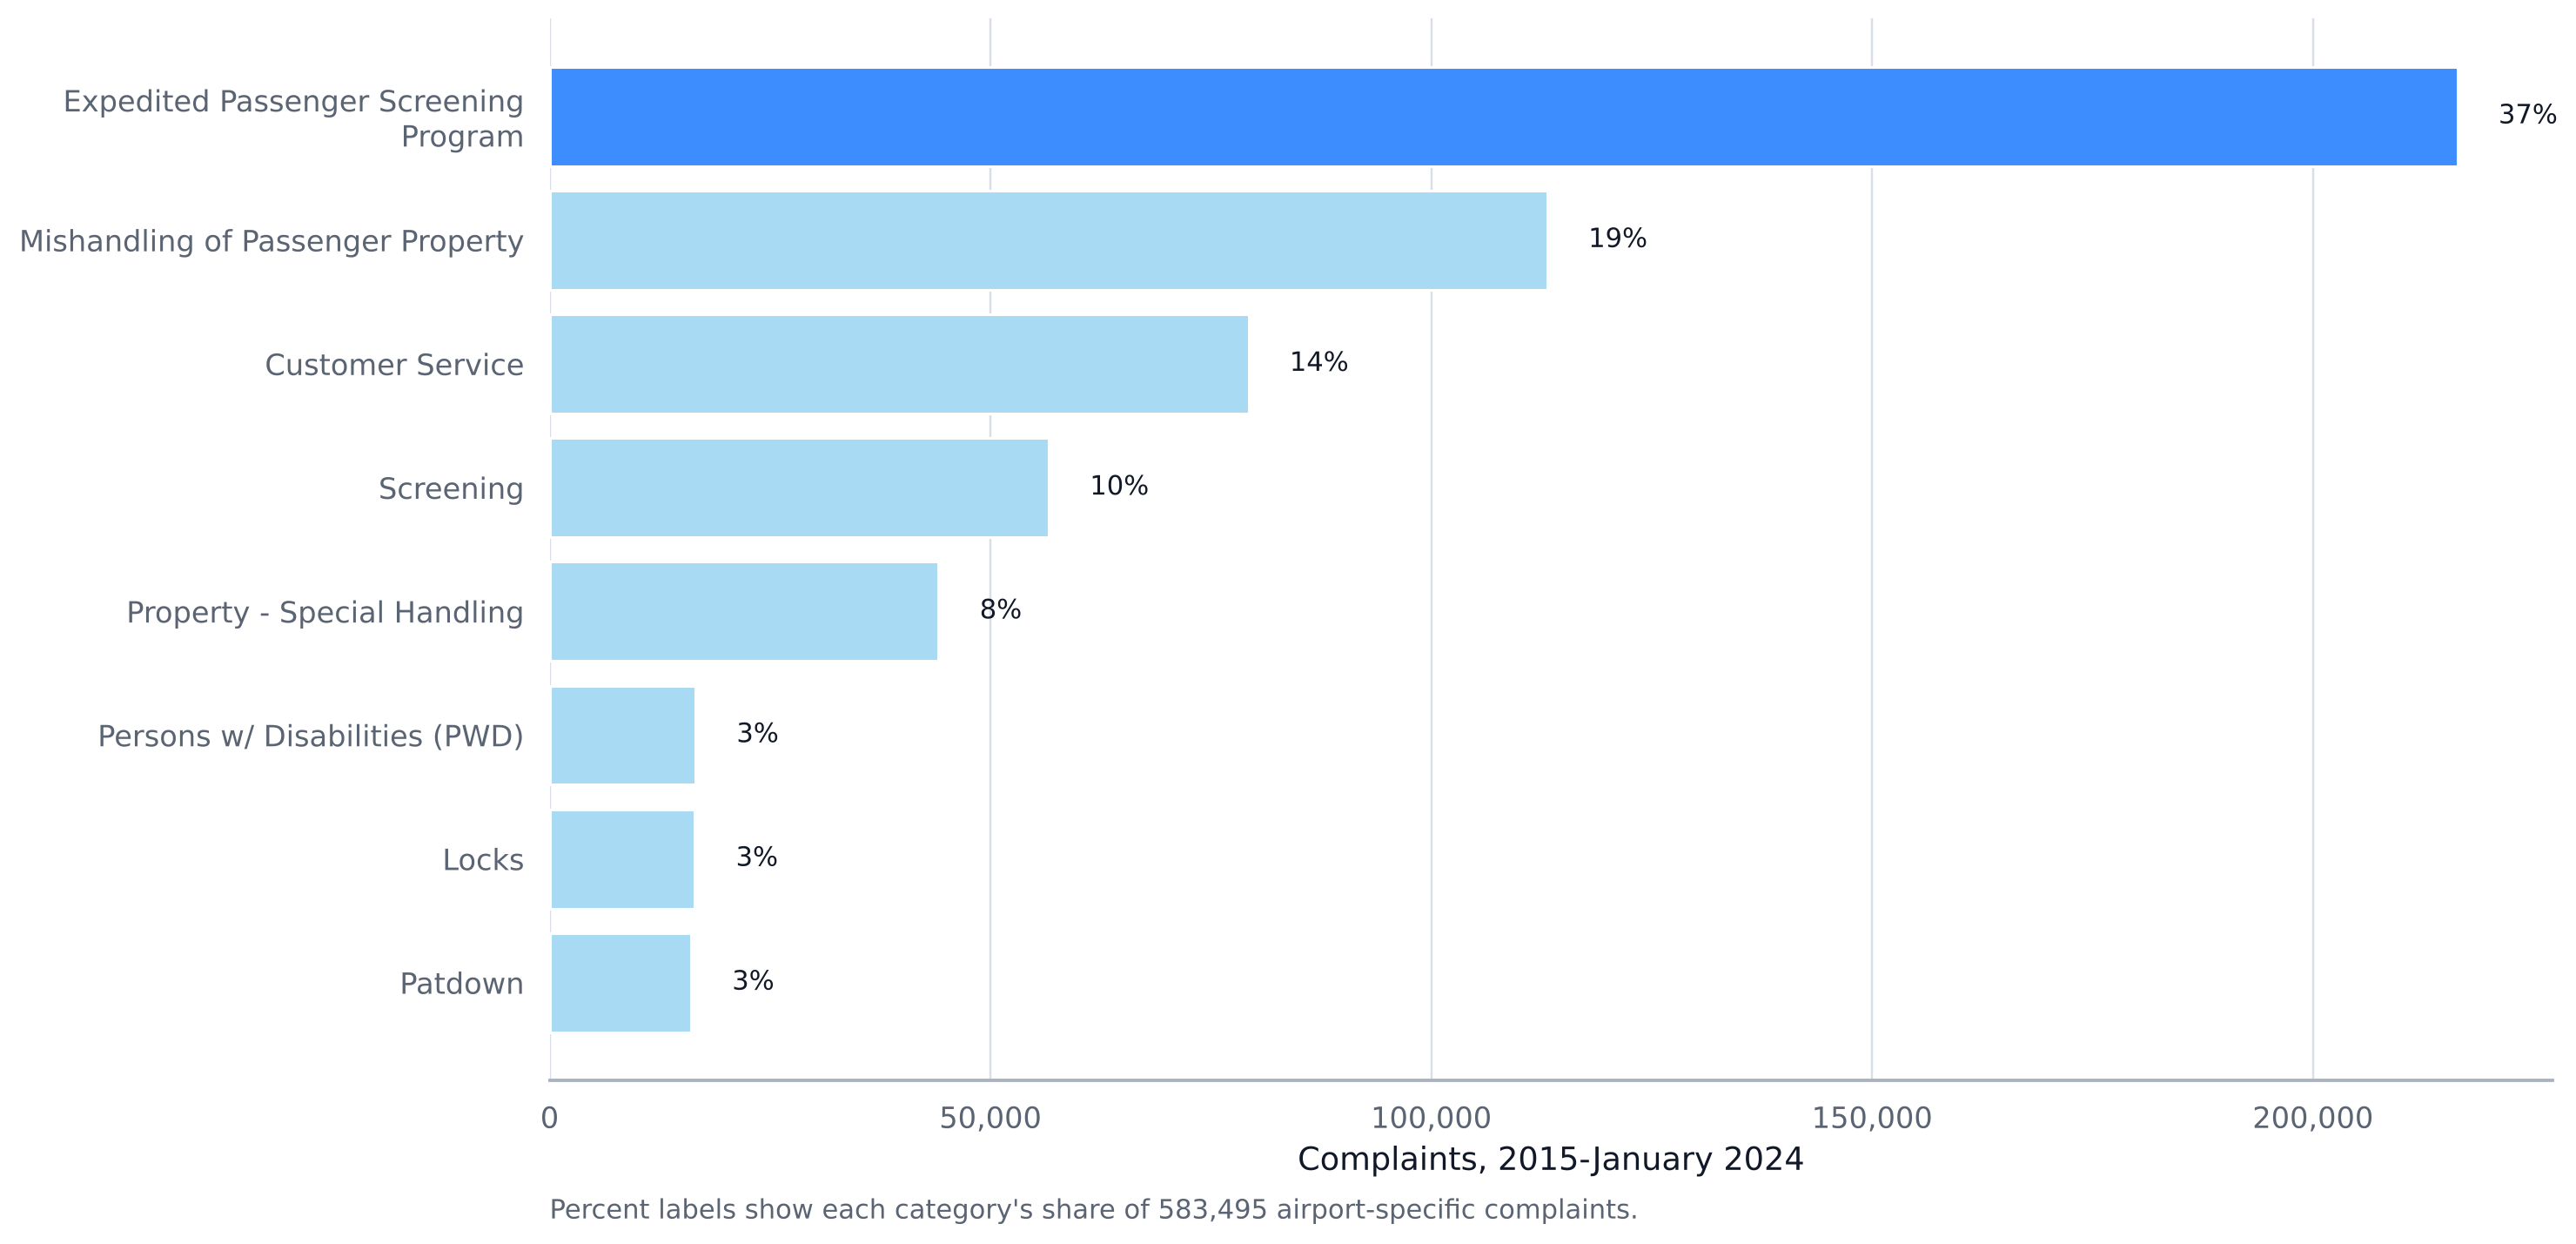 Expedited Passenger Screening
Program
37%
Mishandling of Passenger Property
19%
Customer Service
14%
Screening
10%
Property - Special Handling
8%
Persons w/ Disabilities (PWD)
3%
Locks
3%
Patdown
3%
0
50,000
100,000
150,000
200,000
Complaints, 2015-January 2024
Percent labels show each category's share of 583,495 airport-specific complaints.